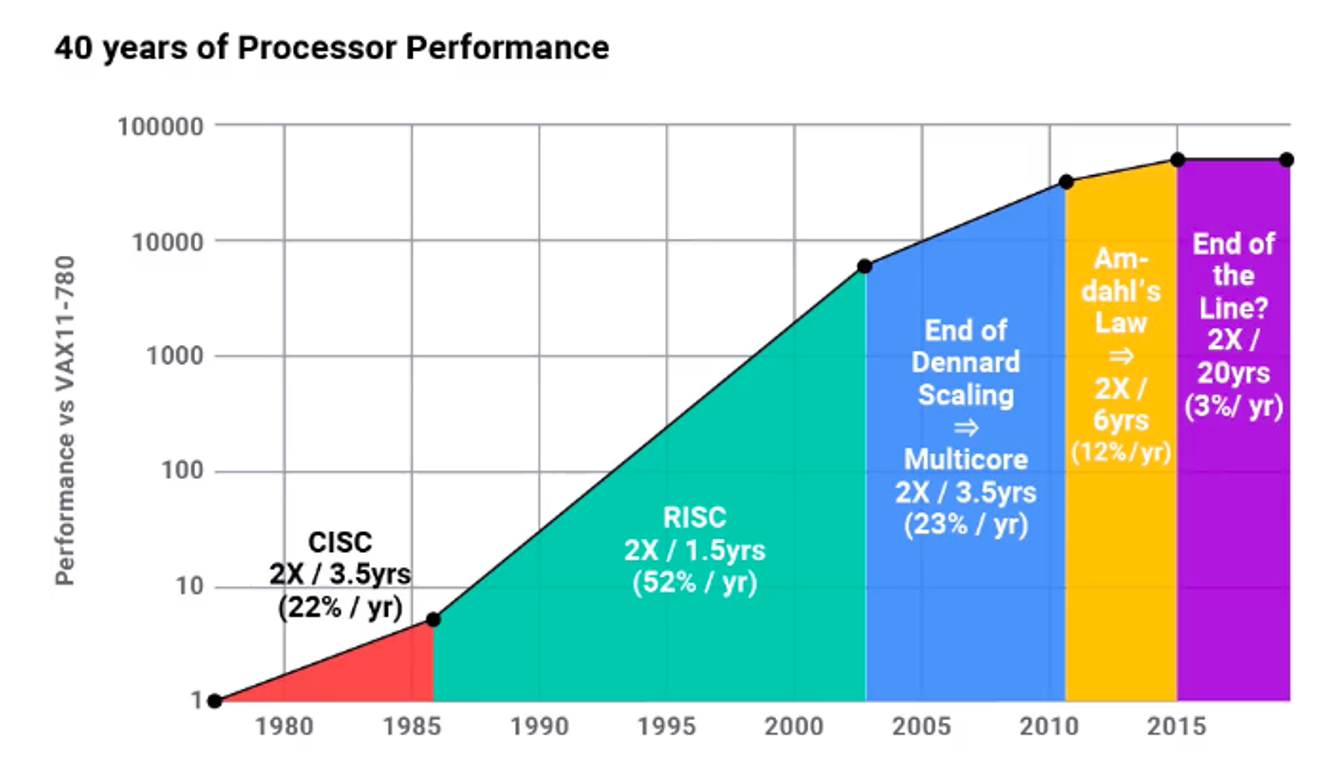 40 years of Processor Performance
Performance vs VAX11-780
100000
10000
1000
100
10
1
CISC
2X / 3.5yrs
(22% / yr)
RISC
2X / 1.5yrs
(52% / yr)
End of
Dennard
Scaling
⇒
Multicore
2X / 3.5yrs
(23% / yr)
Am-
dahl's
Law
⇒
2X /
6yrs
(12%/yr)
End of
the
Line?
2X /
20yrs
(3%/ yr)
1980 1985 1990 1995 2000 2005 2010 2015